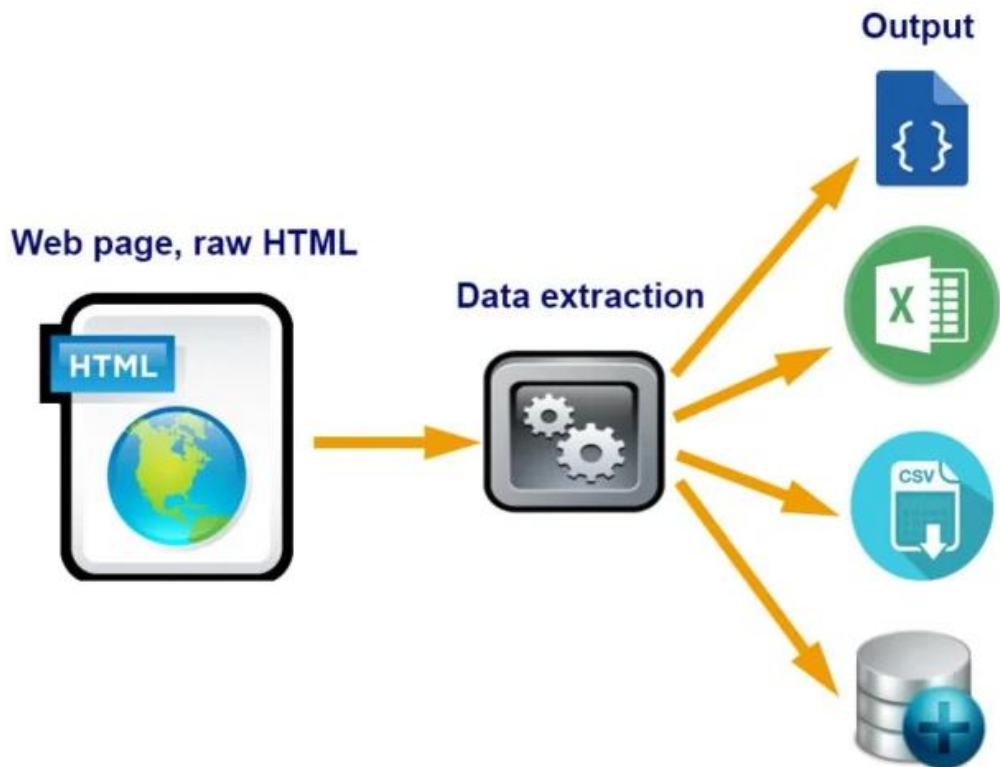 Output
{ }
Web page, raw HTML
Data extraction
HTML
X
CSV